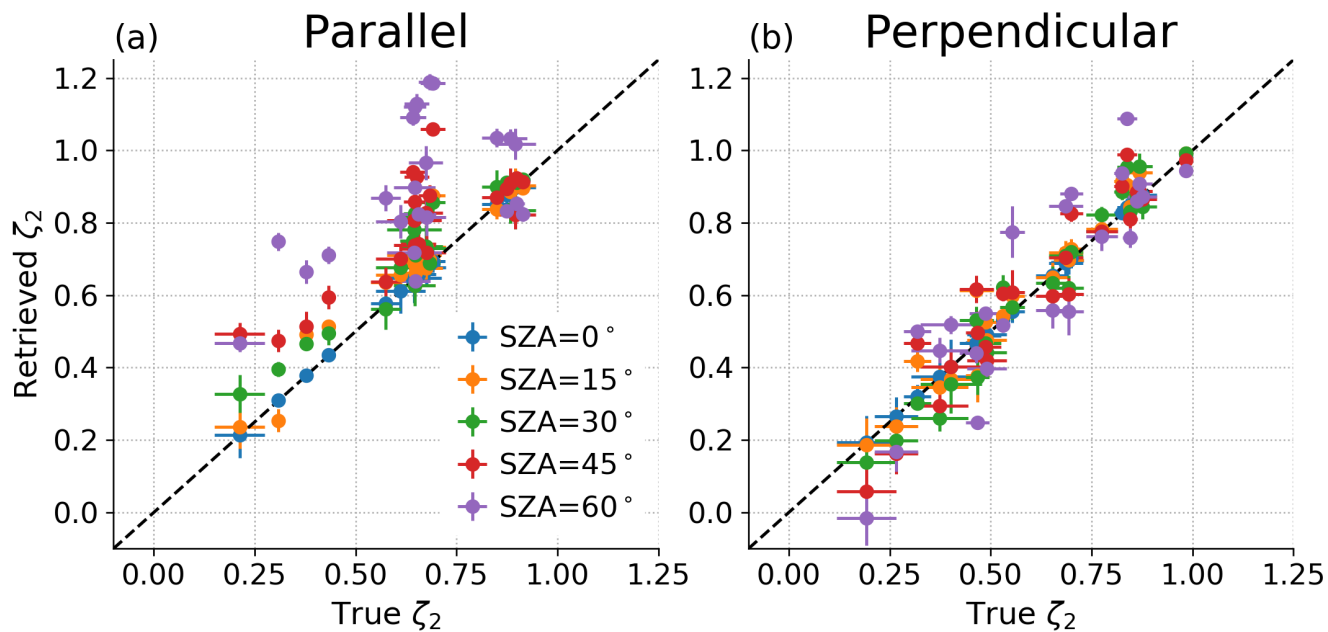 (a) Parallel
(b) Perpendicular
Retrieved ζ₂
1.2
1.0
0.8
0.6
0.4
0.2
0.0
SZA=0°
SZA=15°
SZA=30°
SZA=45°
SZA=60°
0.00 0.25 0.50 0.75 1.00 1.25
True ζ₂
1.2
1.0
0.8
0.6
0.4
0.2
0.0
0.00 0.25 0.50 0.75 1.00 1.25
True ζ₂